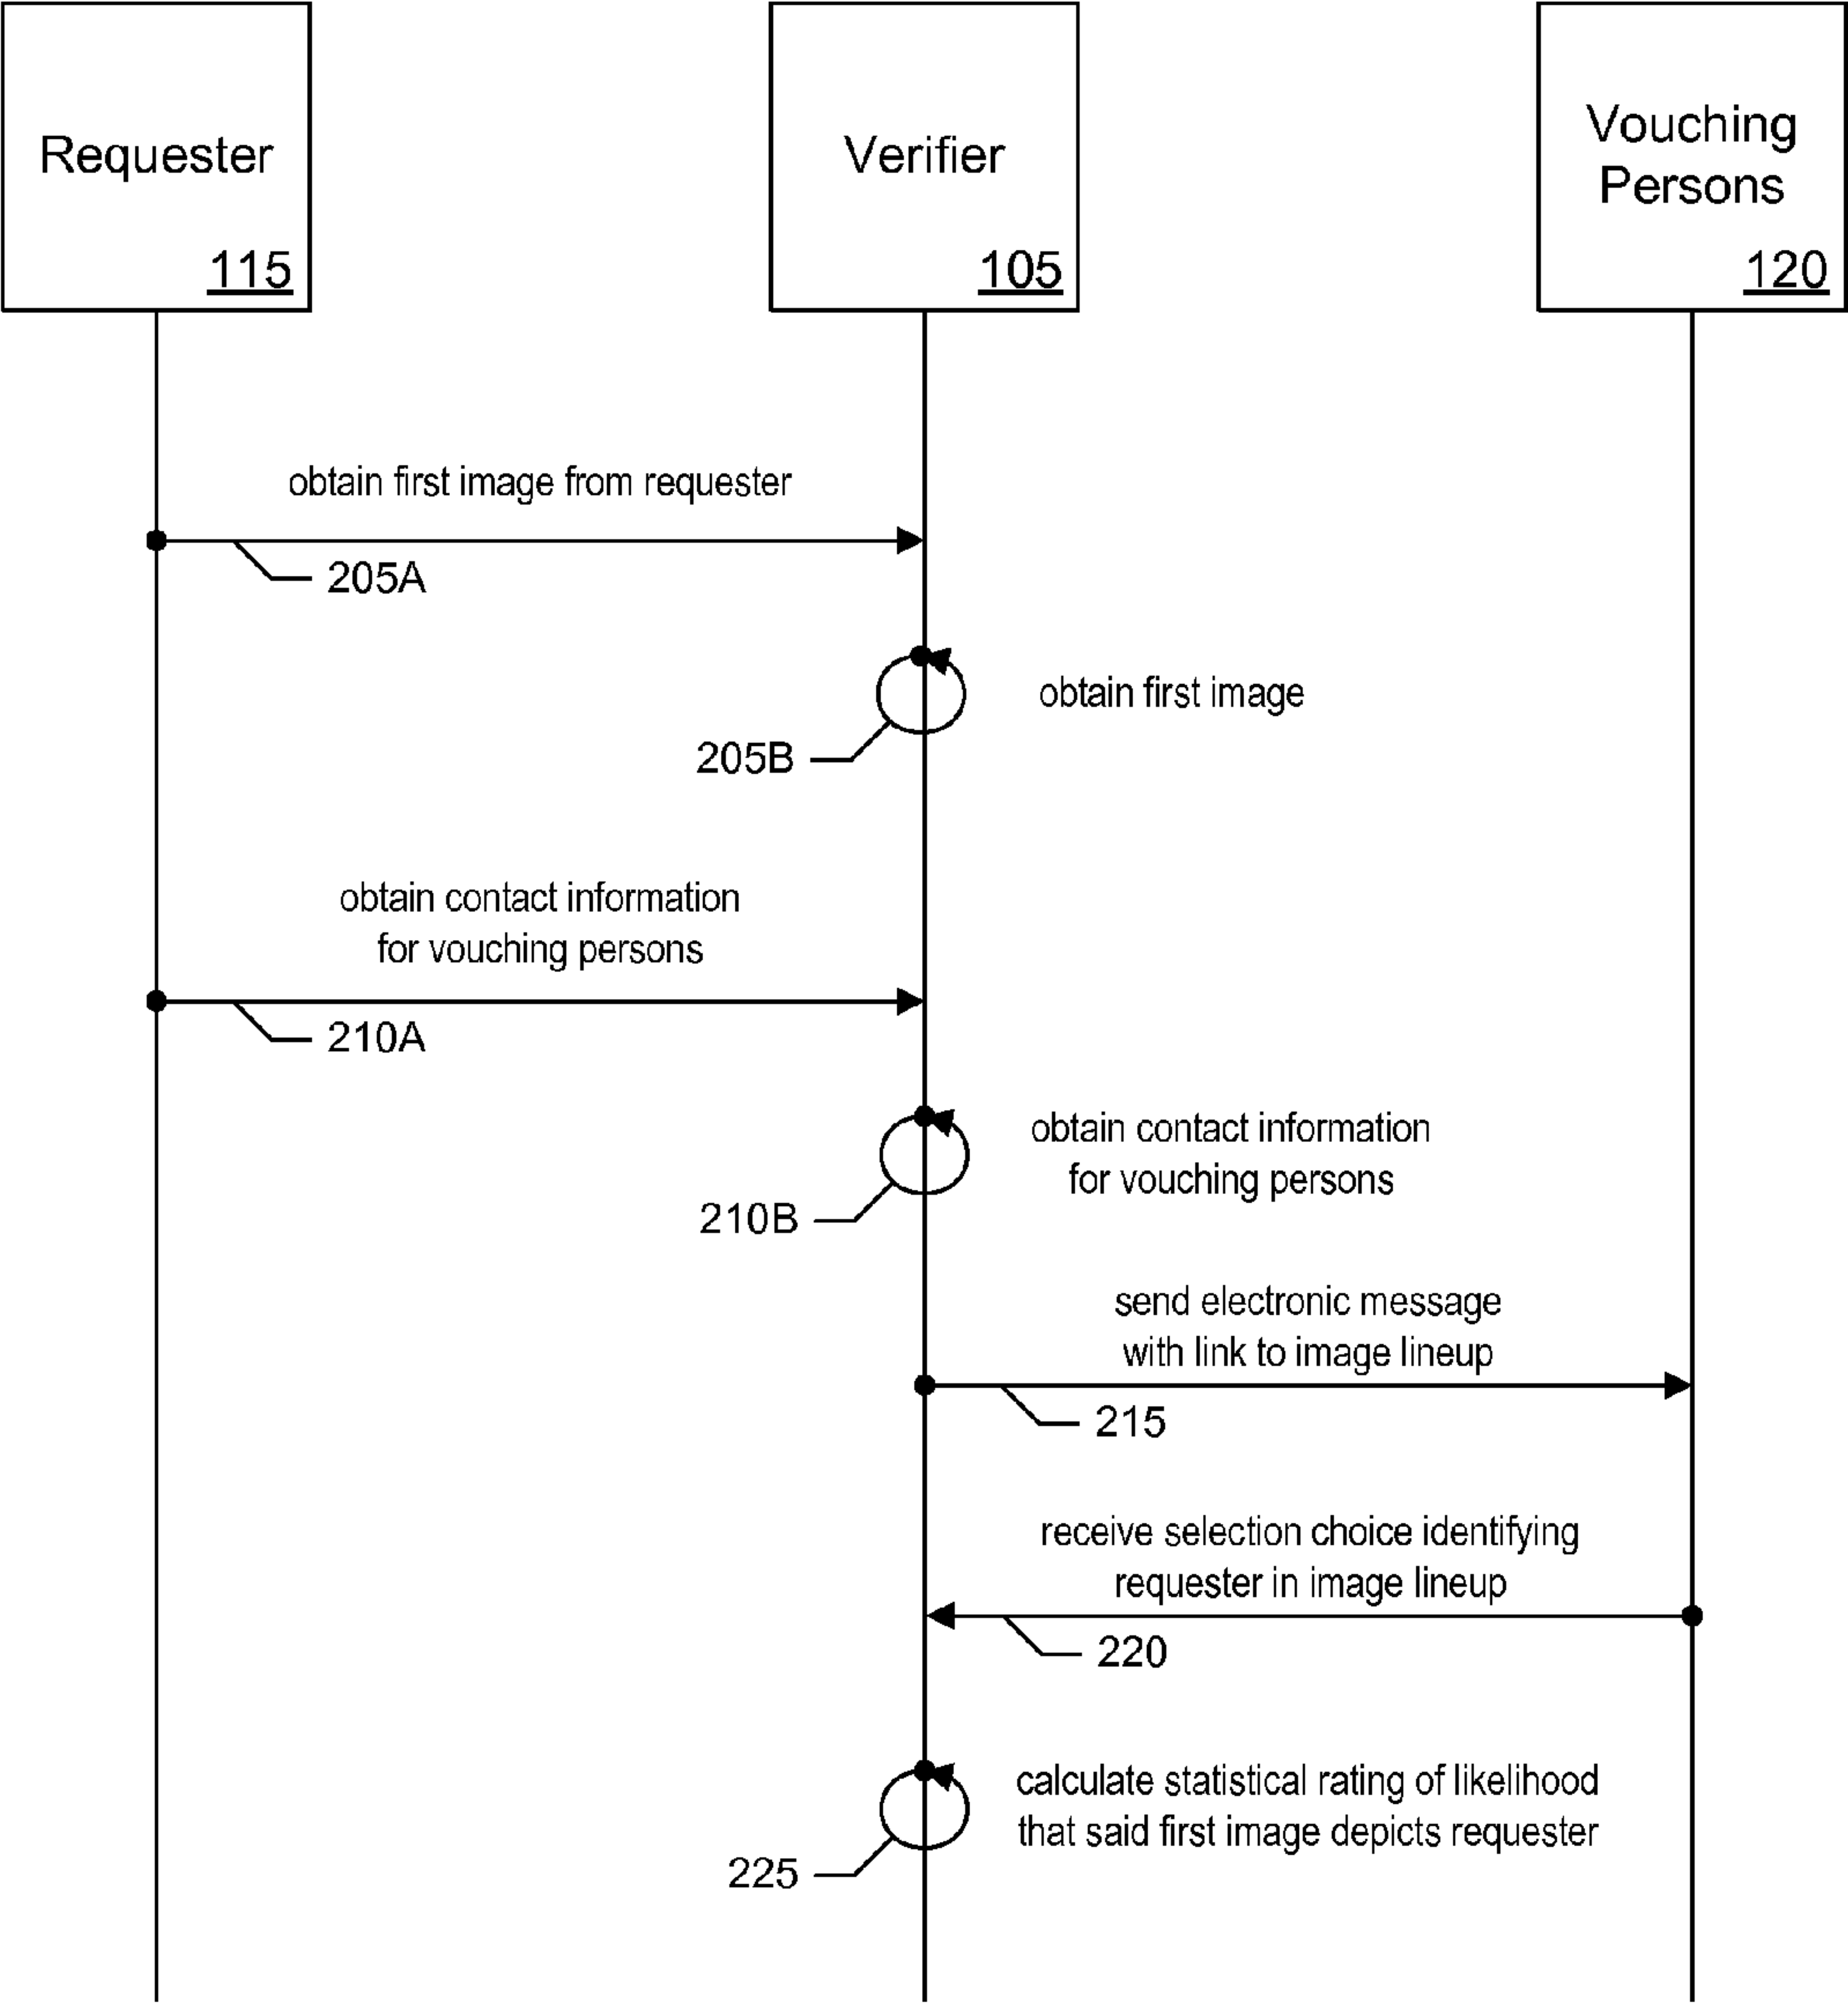 Requester
115
Verifier
105
Vouching
Persons
120
obtain first image from requester
205A
obtain first image
205B
obtain contact information
for vouching persons
210A
obtain contact information
for vouching persons
210B
send electronic message
with link to image lineup
215
receive selection choice identifying
requester in image lineup
220
calculate statistical rating of likelihood
that said first image depicts requester
225